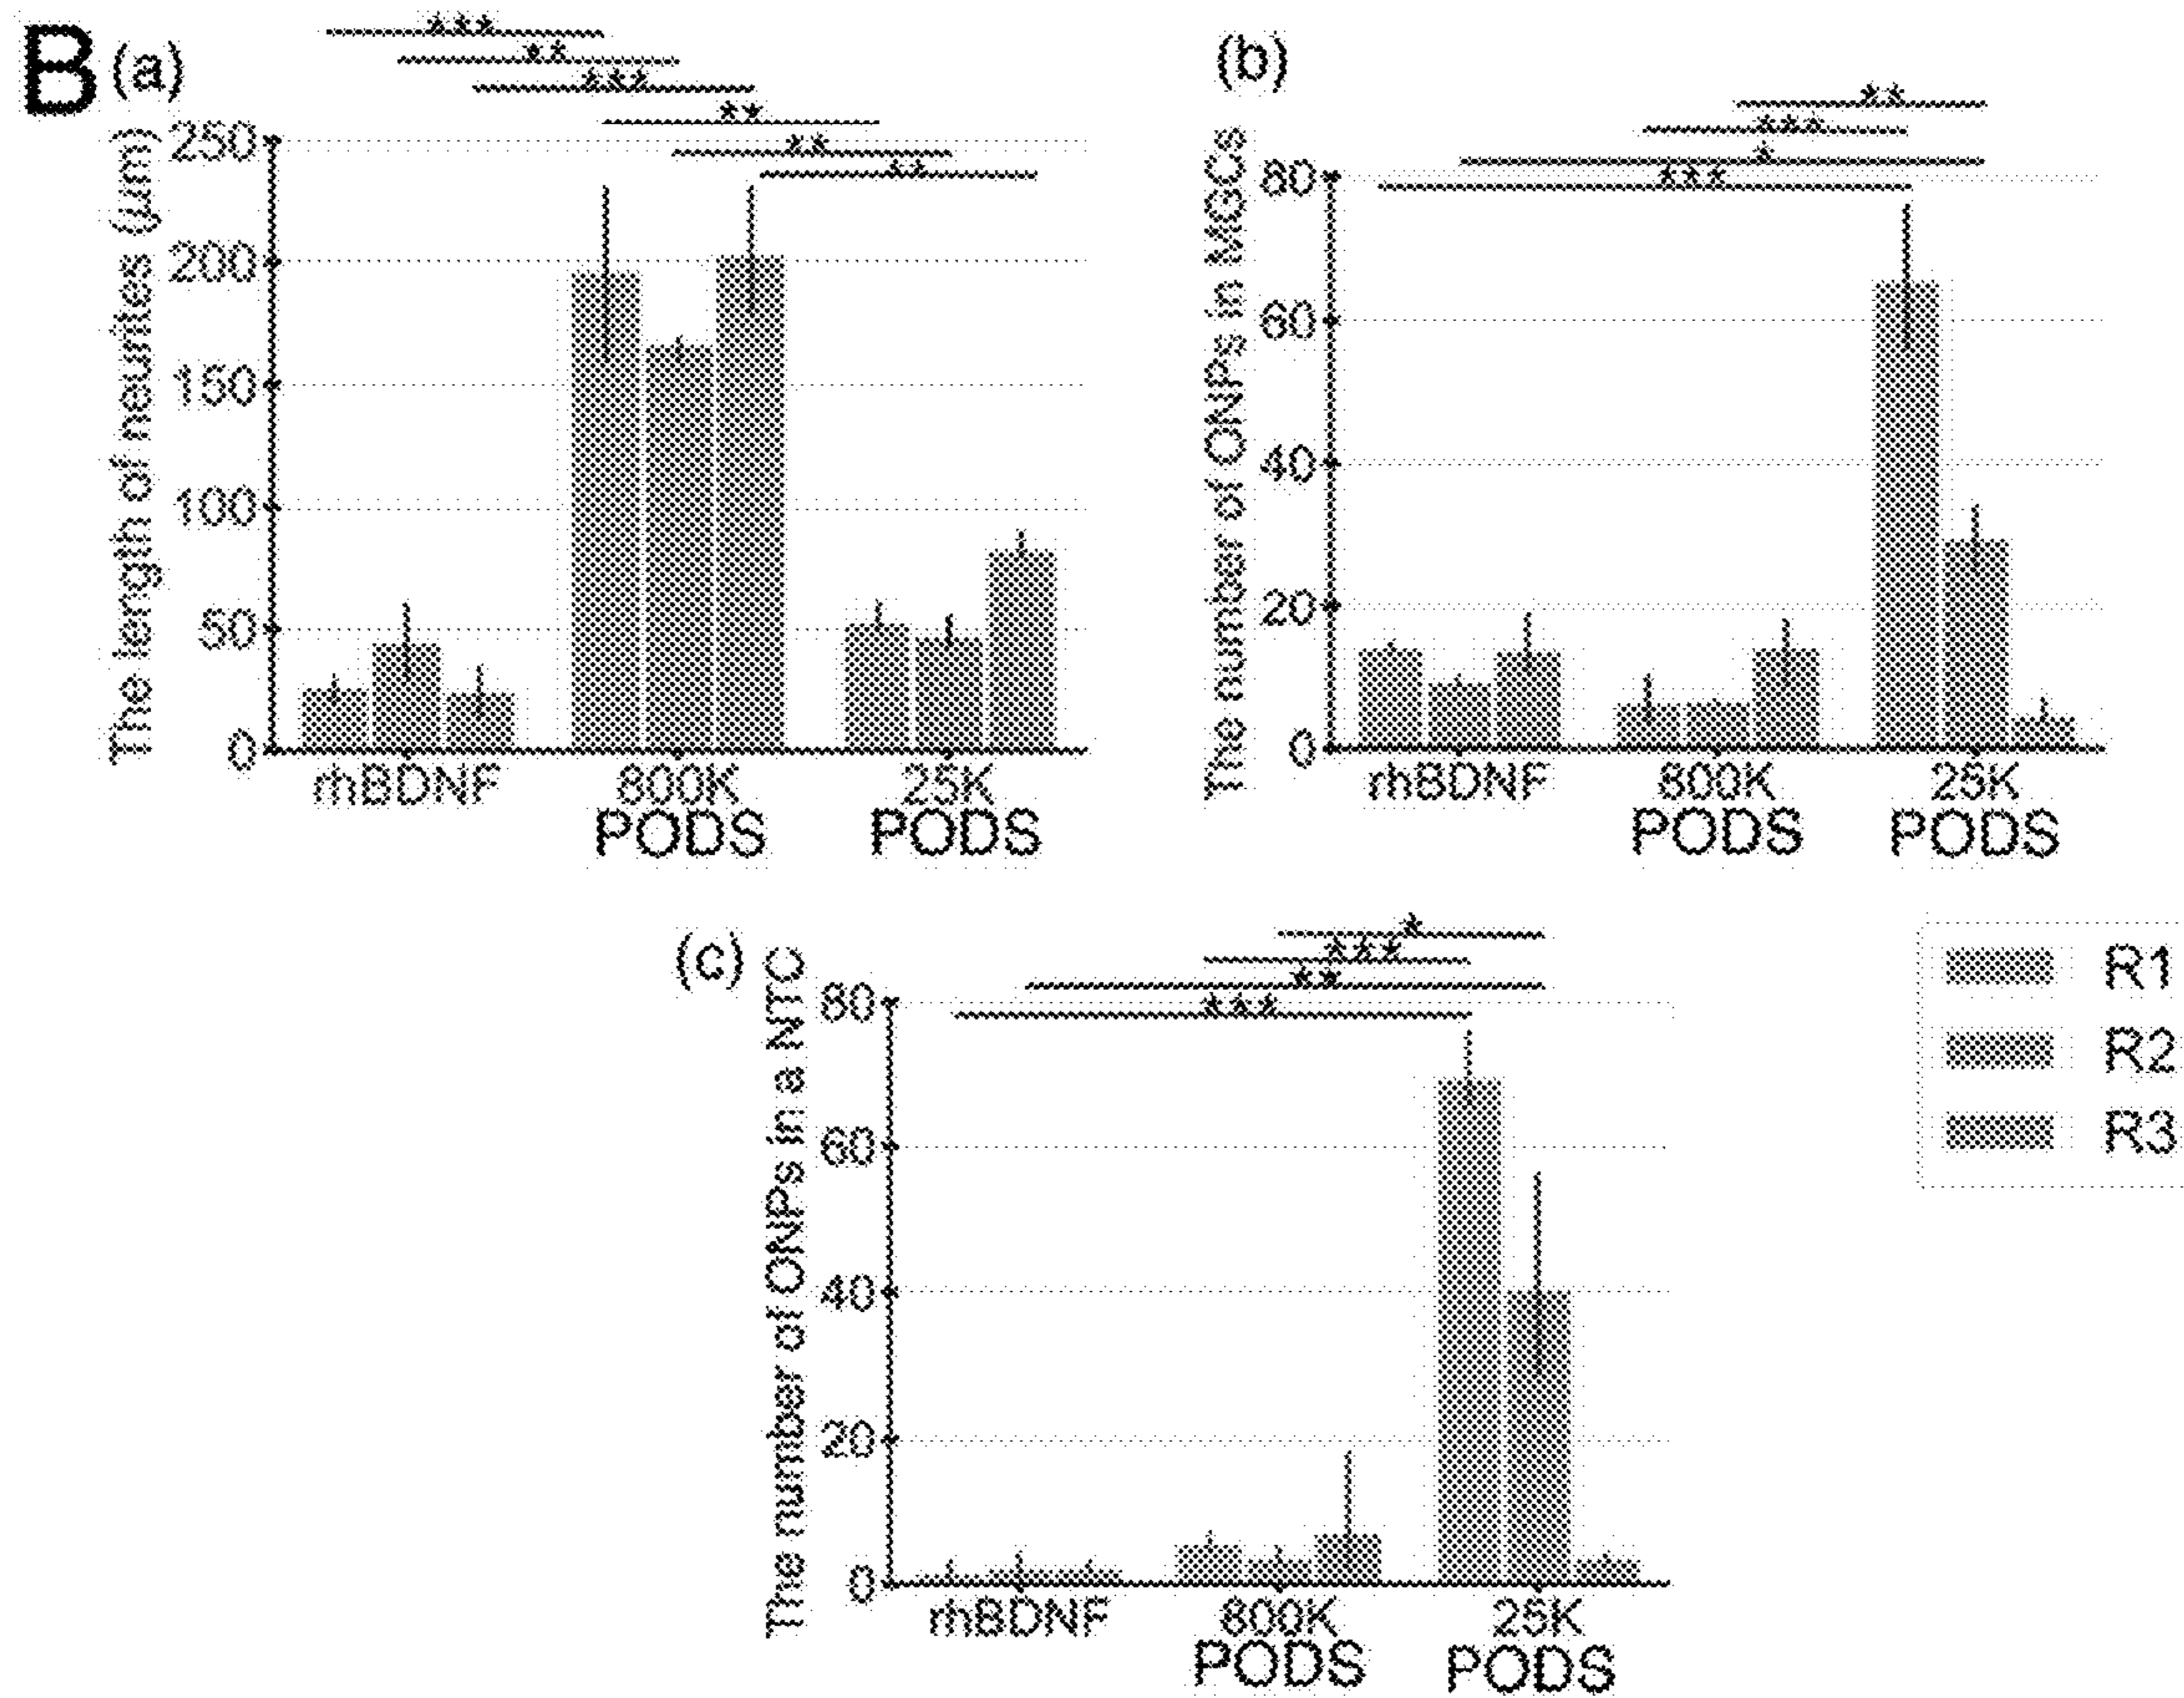 B
(a)
***
**
***
**
**
**
The length of neurites (μm)
250
200
150
100
50
0
rhBDNF
800K
25K
PODS
PODS
(b)
**
***
*
***
The number of ONPs in MGCs
80
60
40
20
0
rhBDNF
800K
25K
PODS
PODS
(c)
*
***
**
***
The number of ONPs in a NTC
80
60
40
20
0
rhBDNF
800K
25K
PODS
PODS
R1
R2
R3